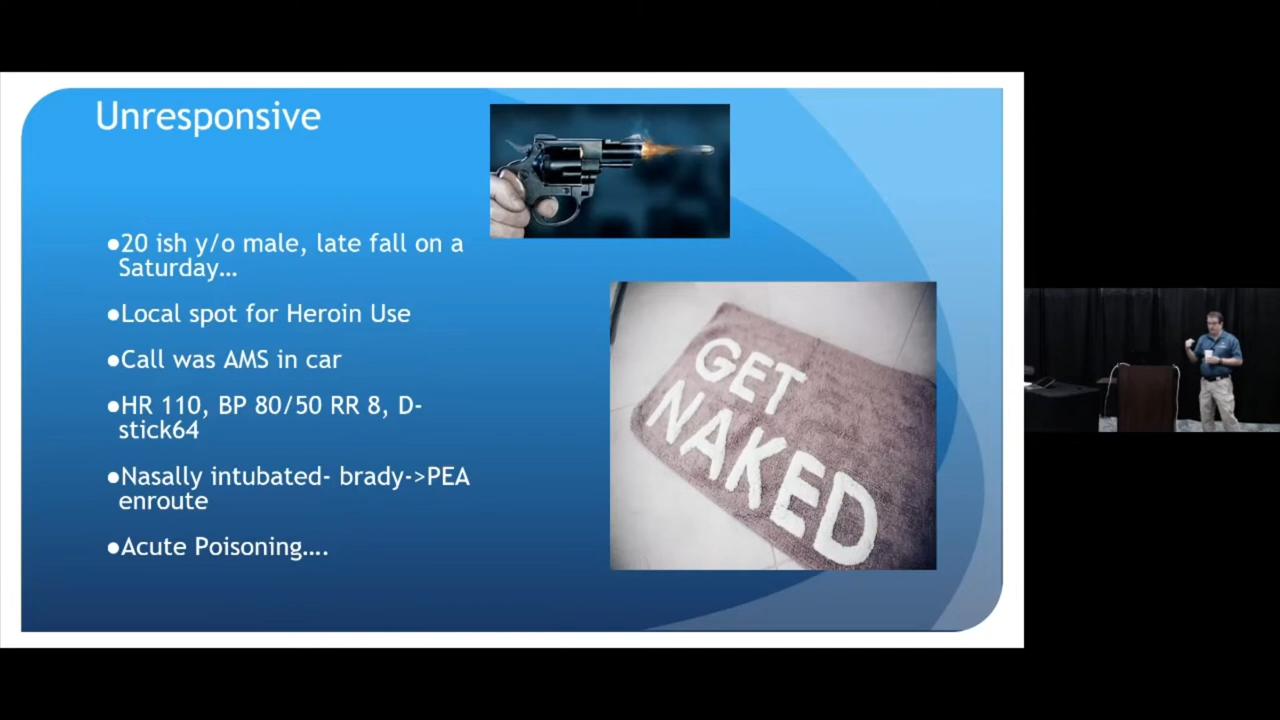 Unresponsive
●20 ish y/o male, late fall on a
Saturday…
●Local spot for Heroin Use
●Call was AMS in car
●HR 110, BP 80/50 RR 8, D-
stick64
●Nasally intubated- brady->PEA
enroute
●Acute Poisoning….
GET
NAKED